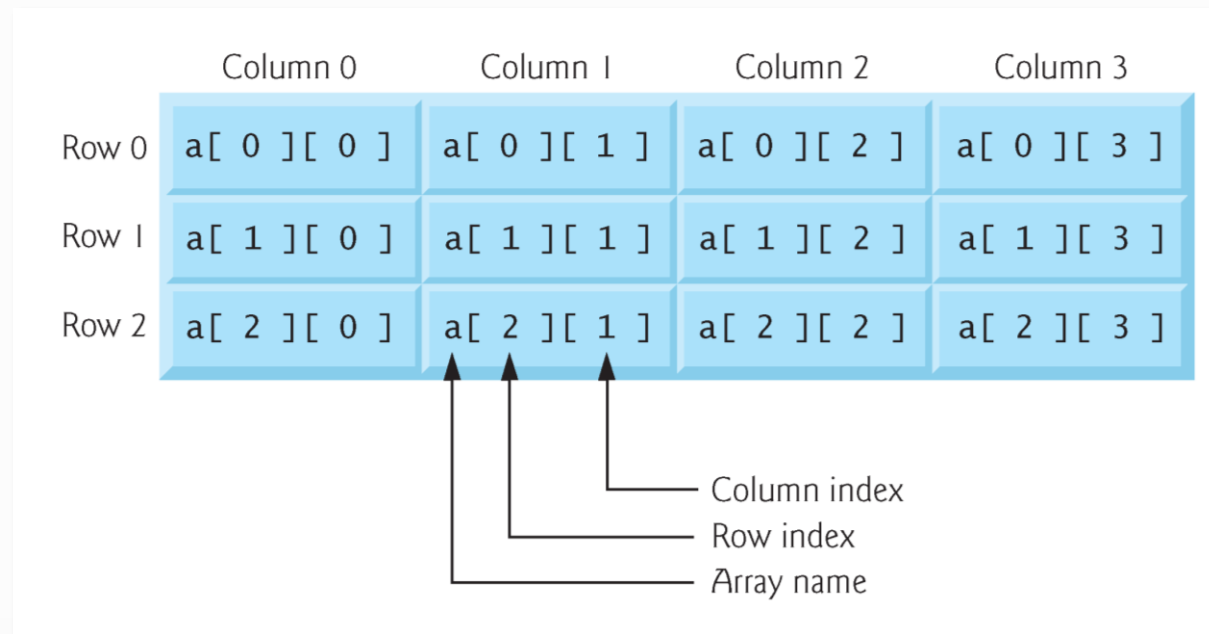 Column 0 Column 1 Column 2 Column 3
Row 0 a[ 0 ][ 0 ] a[ 0 ][ 1 ] a[ 0 ][ 2 ] a[ 0 ][ 3 ]
Row 1 a[ 1 ][ 0 ] a[ 1 ][ 1 ] a[ 1 ][ 2 ] a[ 1 ][ 3 ]
Row 2 a[ 2 ][ 0 ] a[ 2 ][ 1 ] a[ 2 ][ 2 ] a[ 2 ][ 3 ]
Column index
Row index
Array name